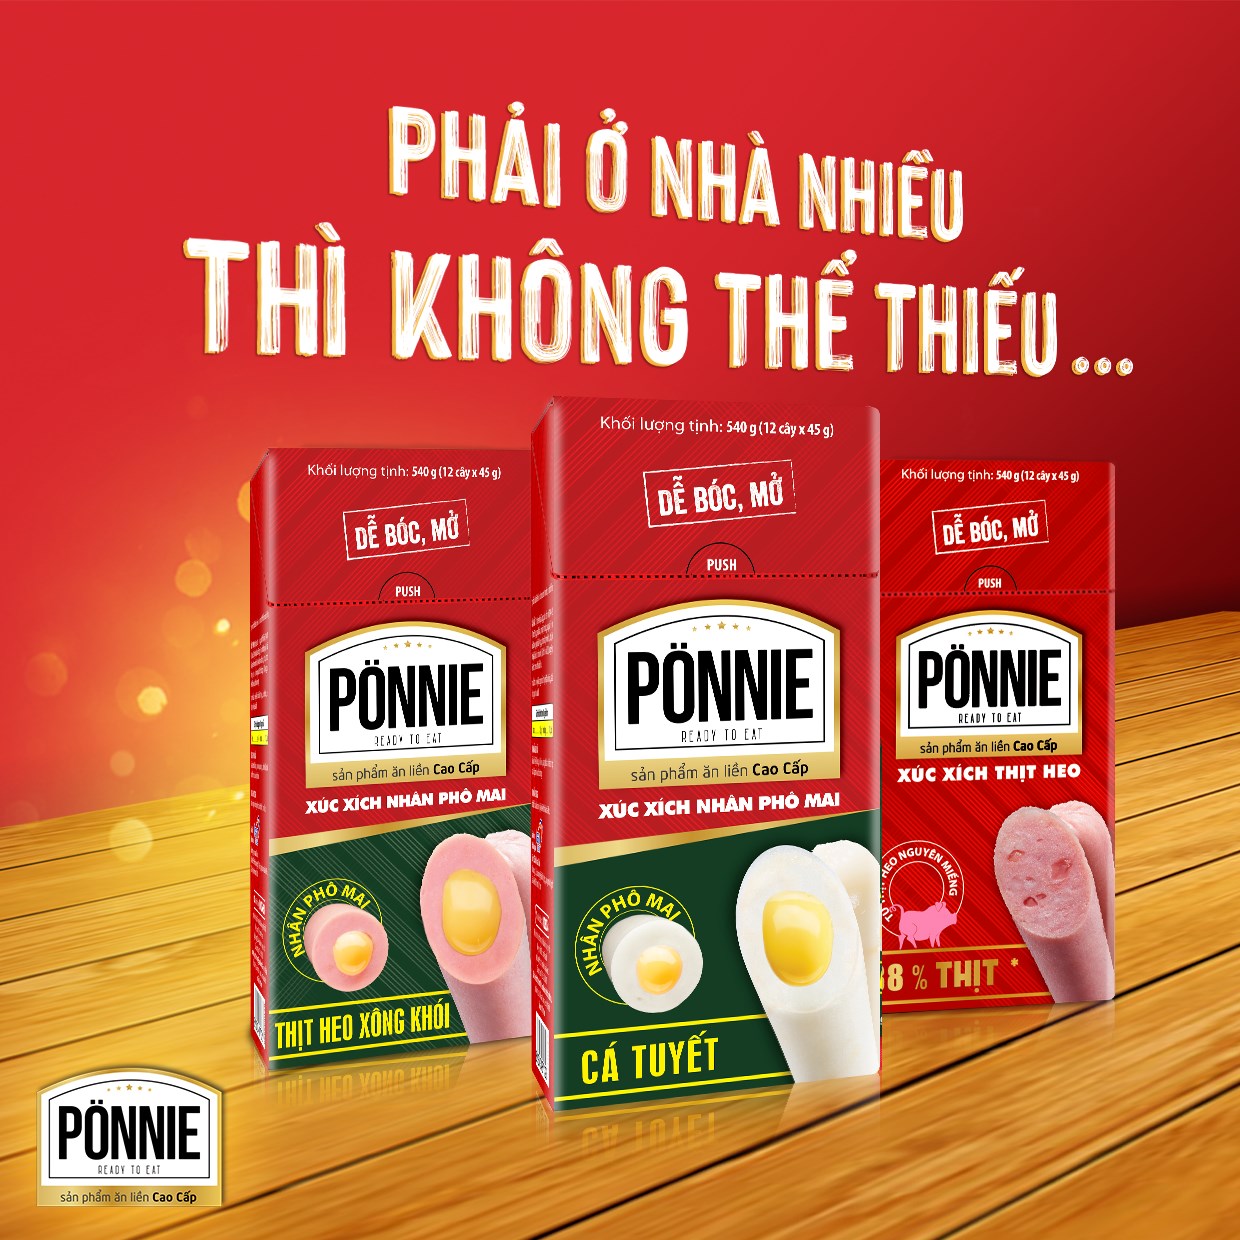 PHẢI Ở NHÀ NHIỀU
THÌ KHÔNG THỂ THIẾU...
Khối lượng tịnh: 540 g (12 cây x 45 g)
DỄ BÓC, MỞ
PUSH
PÖNNIE
READY TO EAT
sản phẩm ăn liền Cao Cấp
XÚC XÍCH NHÂN PHÔ MAI
NHÂN PHÔ MAI
THỊT HEO XÔNG KHÓI
Khối lượng tịnh: 540 g (12 cây x 45 g)
DỄ BÓC, MỞ
PUSH
PÖNNIE
READY TO EAT
sản phẩm ăn liền Cao Cấp
XÚC XÍCH NHÂN PHÔ MAI
NHÂN PHÔ MAI
CÁ TUYẾT
Khối lượng tịnh: 540 g (12 cây x 45 g)
DỄ BÓC, MỞ
PUSH
PÖNNIE
READY TO EAT
sản phẩm ăn liền Cao Cấp
XÚC XÍCH THỊT HEO
HEO NGUYÊN MIẾNG
8 % THỊT *
PÖNNIE
READY TO EAT
sản phẩm ăn liền Cao Cấp